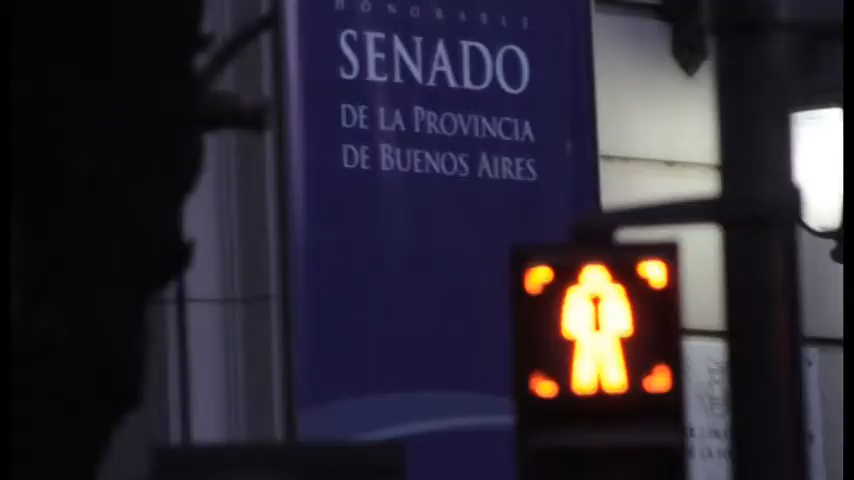 HONORABLE
SENADO
DE LA PROVINCIA
DE BUENOS AIRES